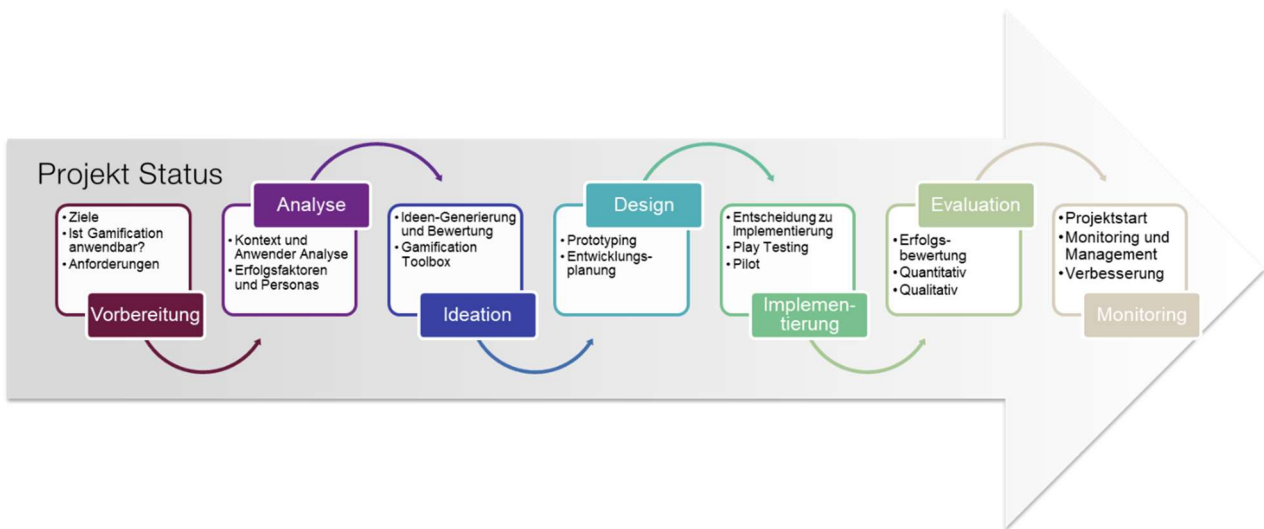 Projekt Status
• Ziele
• Ist Gamification
anwendbar?
• Anforderungen
Vorbereitung
Analyse
• Kontext und
Anwender Analyse
• Erfolgsfaktoren
und Personas
• Ideen-Generierung
und Bewertung
• Gamification
Toolbox
Ideation
Design
• Prototyping
• Entwicklungs-
planung
• Entscheidung zu
Implementierung
• Play Testing
• Pilot
Implemen-
tierung
Evaluation
• Erfolgs-
bewertung
• Quantitativ
• Qualitativ
• Projektstart
• Monitoring und
Management
• Verbesserung
Monitoring